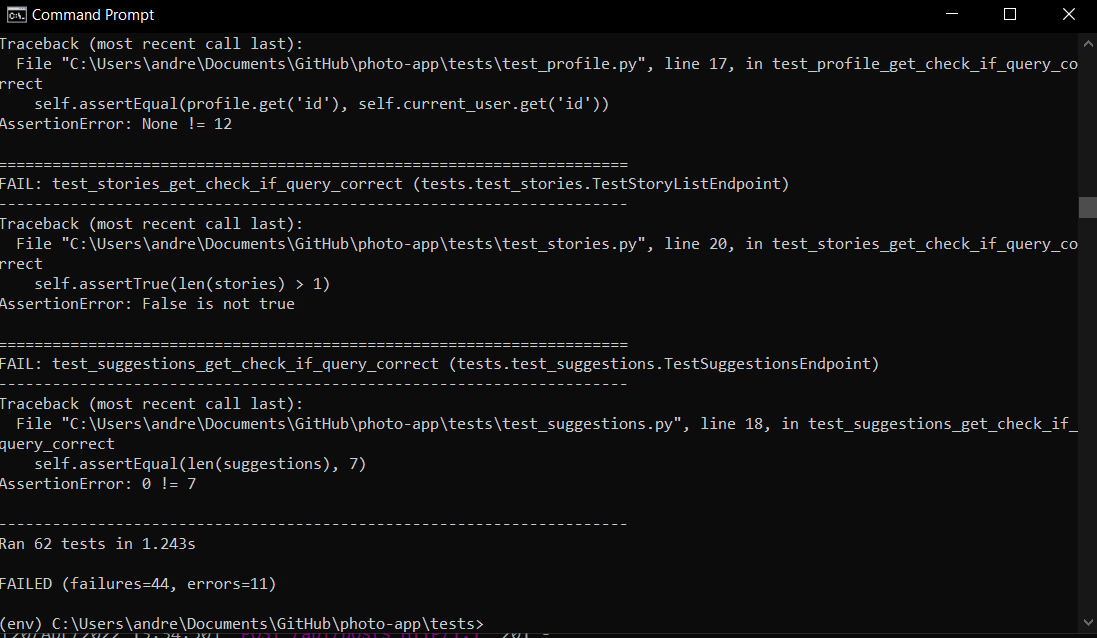 Command Prompt
Traceback (most recent call last):
  File "C:\Users\andre\Documents\GitHub\photo-app\tests\test_profile.py", line 17, in test_profile_get_check_if_query_co
rrect
    self.assertEqual(profile.get('id'), self.current_user.get('id'))
AssertionError: None != 12
======================================================================
FAIL: test_stories_get_check_if_query_correct (tests.test_stories.TestStoryListEndpoint)
----------------------------------------------------------------------
Traceback (most recent call last):
  File "C:\Users\andre\Documents\GitHub\photo-app\tests\test_stories.py", line 20, in test_stories_get_check_if_query_co
rrect
    self.assertTrue(len(stories) > 1)
AssertionError: False is not true
======================================================================
FAIL: test_suggestions_get_check_if_query_correct (tests.test_suggestions.TestSuggestionsEndpoint)
----------------------------------------------------------------------
Traceback (most recent call last):
  File "C:\Users\andre\Documents\GitHub\photo-app\tests\test_suggestions.py", line 18, in test_suggestions_get_check_if_
query_correct
    self.assertEqual(len(suggestions), 7)
AssertionError: 0 != 7
----------------------------------------------------------------------
Ran 62 tests in 1.243s
FAILED (failures=44, errors=11)
(env) C:\Users\andre\Documents\GitHub\photo-app\tests>